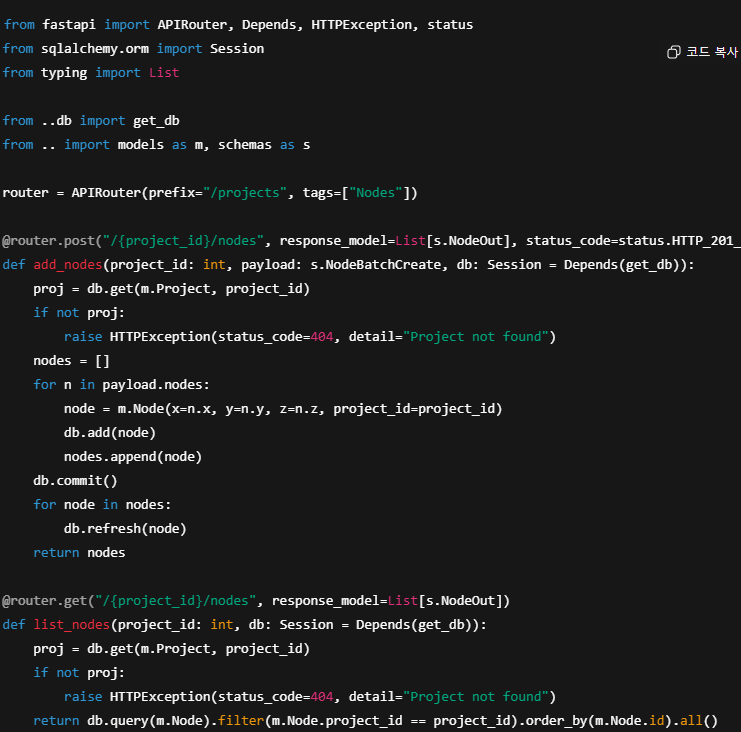 from fastapi import APIRouter, Depends, HTTPException, status
from sqlalchemy.orm import Session
코드 복사
from typing import List
from ..db import get_db
from .. import models as m, schemas as s
router = APIRouter(prefix="/projects", tags=["Nodes"])
@router.post("/{project_id}/nodes", response_model=List[s.NodeOut], status_code=status.HTTP_201_
def add_nodes(project_id: int, payload: s.NodeBatchCreate, db: Session = Depends(get_db)):
    proj = db.get(m.Project, project_id)
    if not proj:
        raise HTTPException(status_code=404, detail="Project not found")
    nodes = []
    for n in payload.nodes:
        node = m.Node(x=n.x, y=n.y, z=n.z, project_id=project_id)
        db.add(node)
        nodes.append(node)
    db.commit()
    for node in nodes:
        db.refresh(node)
    return nodes
@router.get("/{project_id}/nodes", response_model=List[s.NodeOut])
def list_nodes(project_id: int, db: Session = Depends(get_db)):
    proj = db.get(m.Project, project_id)
    if not proj:
        raise HTTPException(status_code=404, detail="Project not found")
    return db.query(m.Node).filter(m.Node.project_id == project_id).order_by(m.Node.id).all()